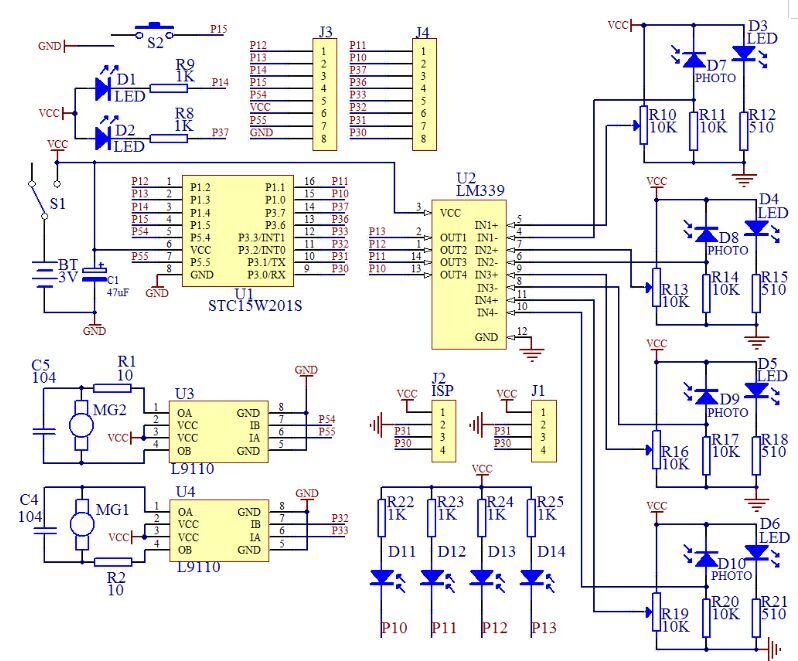 P15
GND
S2
D1
LED
R9
1K
P14
VCC
D2
LED
R8
1K
P37
J3
P12
P13
P14
P15
P54
VCC
P55
GND
1
2
3
4
5
6
7
8
J4
P11
P10
P37
P36
P33
P32
P31
P30
1
2
3
4
5
6
7
8
VCC
S1
BT
3V
C1
47uF
GND
GND
P12 1 P1.2 P1.1 16 P11
P13 2 P1.3 P1.0 15 P10
P14 3 P1.4 P3.7 14 P37
P15 4 P1.5 P3.6 13 P36
P54 5 P5.4 P3.3/INT1 12 P33
6 VCC P3.2/INT0 11 P32
P55 7 P5.5 P3.1/TX 10 P31
8 GND P3.0/RX 9 P30
U1
STC15W201S
U2
LM339
3 VCC
IN1+ 5
P13 2 OUT1 IN1- 4
P12 1 OUT2 IN2+ 7
P11 14 OUT3 IN2- 6
P10 13 OUT4 IN3+ 9
IN3- 8
IN4+ 11
IN4- 10
GND 12
VCC
D3
LED
D7
PHOTO
R10
10K
R11
10K
R12
510
VCC
D4
LED
D8
PHOTO
R13
10K
R14
10K
R15
510
VCC
D5
LED
D9
PHOTO
R16
10K
R17
10K
R18
510
VCC
D6
LED
D10
PHOTO
R19
10K
R20
10K
R21
510
C5
104
R1
10
MG2
U3
GND
1 OA GND 8
2 VCC IB 7 P54
VCC 3 VCC IA 6 P55
4 OB GND 5
L9110
C4
104
MG1
R2
10
U4
GND
1 OA GND 8
2 VCC IB 7 P32
VCC 3 VCC IA 6 P33
4 OB GND 5
L9110
J2
ISP
VCC
P31
P30
1
2
3
4
J1
VCC
P31
P30
1
2
3
4
VCC
R22
1K
R23
1K
R24
1K
R25
1K
D11
D12
D13
D14
P10
P11
P12
P13